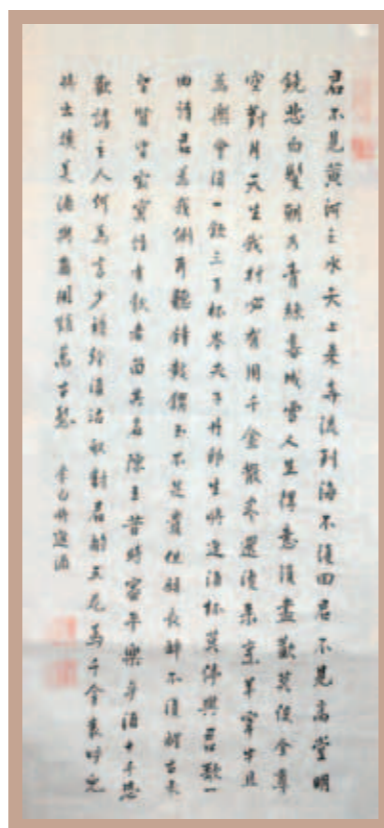 君不見黃河之水天上來奔流到海不復回君不見高堂明
鏡悲白髮朝如青絲暮成雪人生得意須盡歡莫使金尊
空對月天生我材必有用千金散盡還復來烹羊宰牛且
為樂會須一飲三百杯岑夫子丹邱生將進酒杯莫停與君歌一
曲請君為我側耳聽鐘鼓饌玉不足貴但願長醉不復醒古來
聖賢皆寂寞惟有飲者留其名陳王昔時宴平樂斗酒十千恣
歡謔主人何為言少錢徑須沽取對君酌五花馬千金裘呼兒
將出換美酒與爾同銷萬古愁 李白將進酒